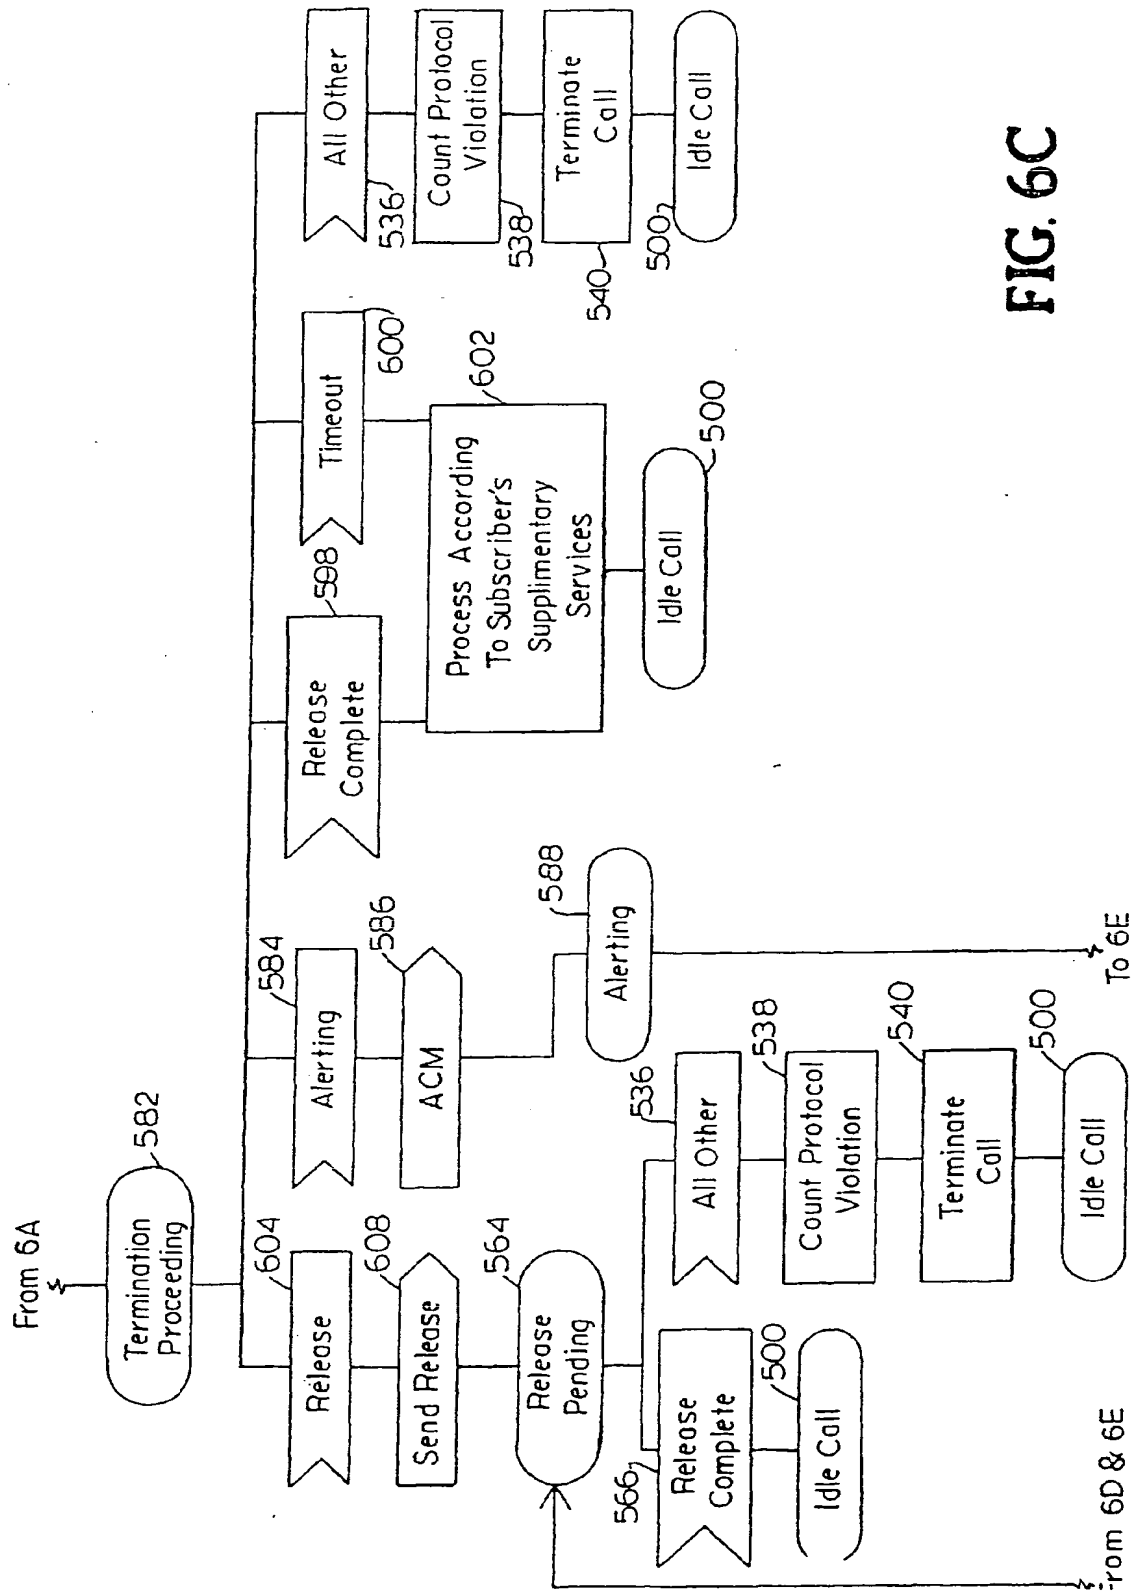 From 6A
Termination
Proceeding
582
604
Release
608
Send Release
564
Release
Pending
566
Release
Complete
500
Idle Call
536
All Other
538
Count Protocol
Violation
540
Terminate
Call
500
Idle Call
From 6D & 6E
584
Alerting
586
ACM
588
Alerting
To 6E
598
Release
Complete
Timeout
600
602
Process According
To Subscriber's
Supplimentary
Services
Idle Call
500
All Other
536
Count Protocol
Violation
538
Terminate
Call
540
500
Idle Call
FIG. 6C